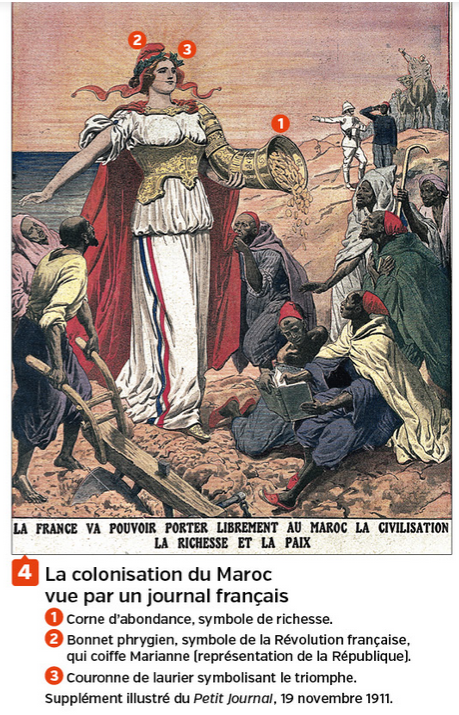 2
3
1
LA FRANCE VA POUVOIR PORTER LIBREMENT AU MAROC LA CIVILISATION
LA RICHESSE ET LA PAIX
4 La colonisation du Maroc
vue par un journal français
1 Corne d'abondance, symbole de richesse.
2 Bonnet phrygien, symbole de la Révolution française,
qui coiffe Marianne (représentation de la République).
3 Couronne de laurier symbolisant le triomphe.
Supplément illustré du Petit Journal, 19 novembre 1911.